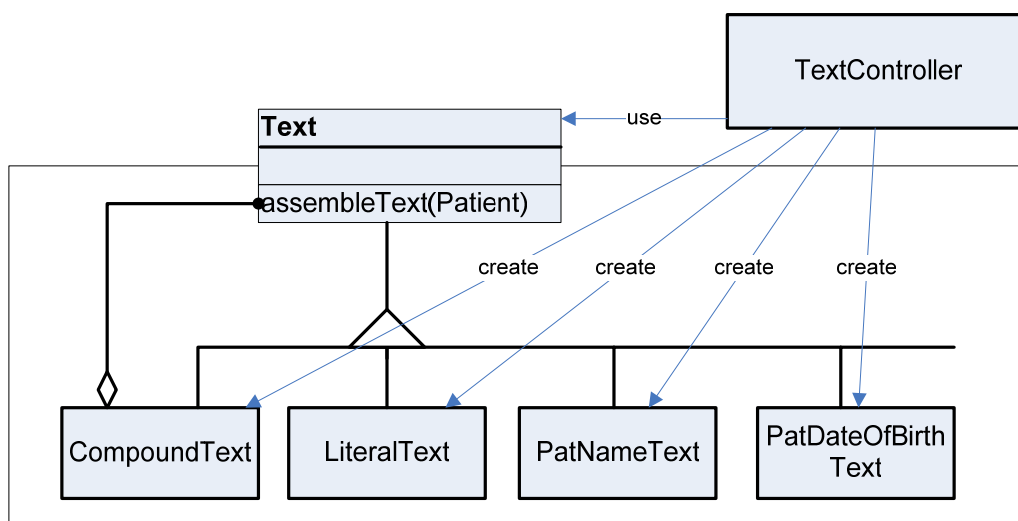 TextController
Text
use
assembleText(Patient)
create
create
create
create
CompoundText
LiteralText
PatNameText
PatDateOfBirth
Text